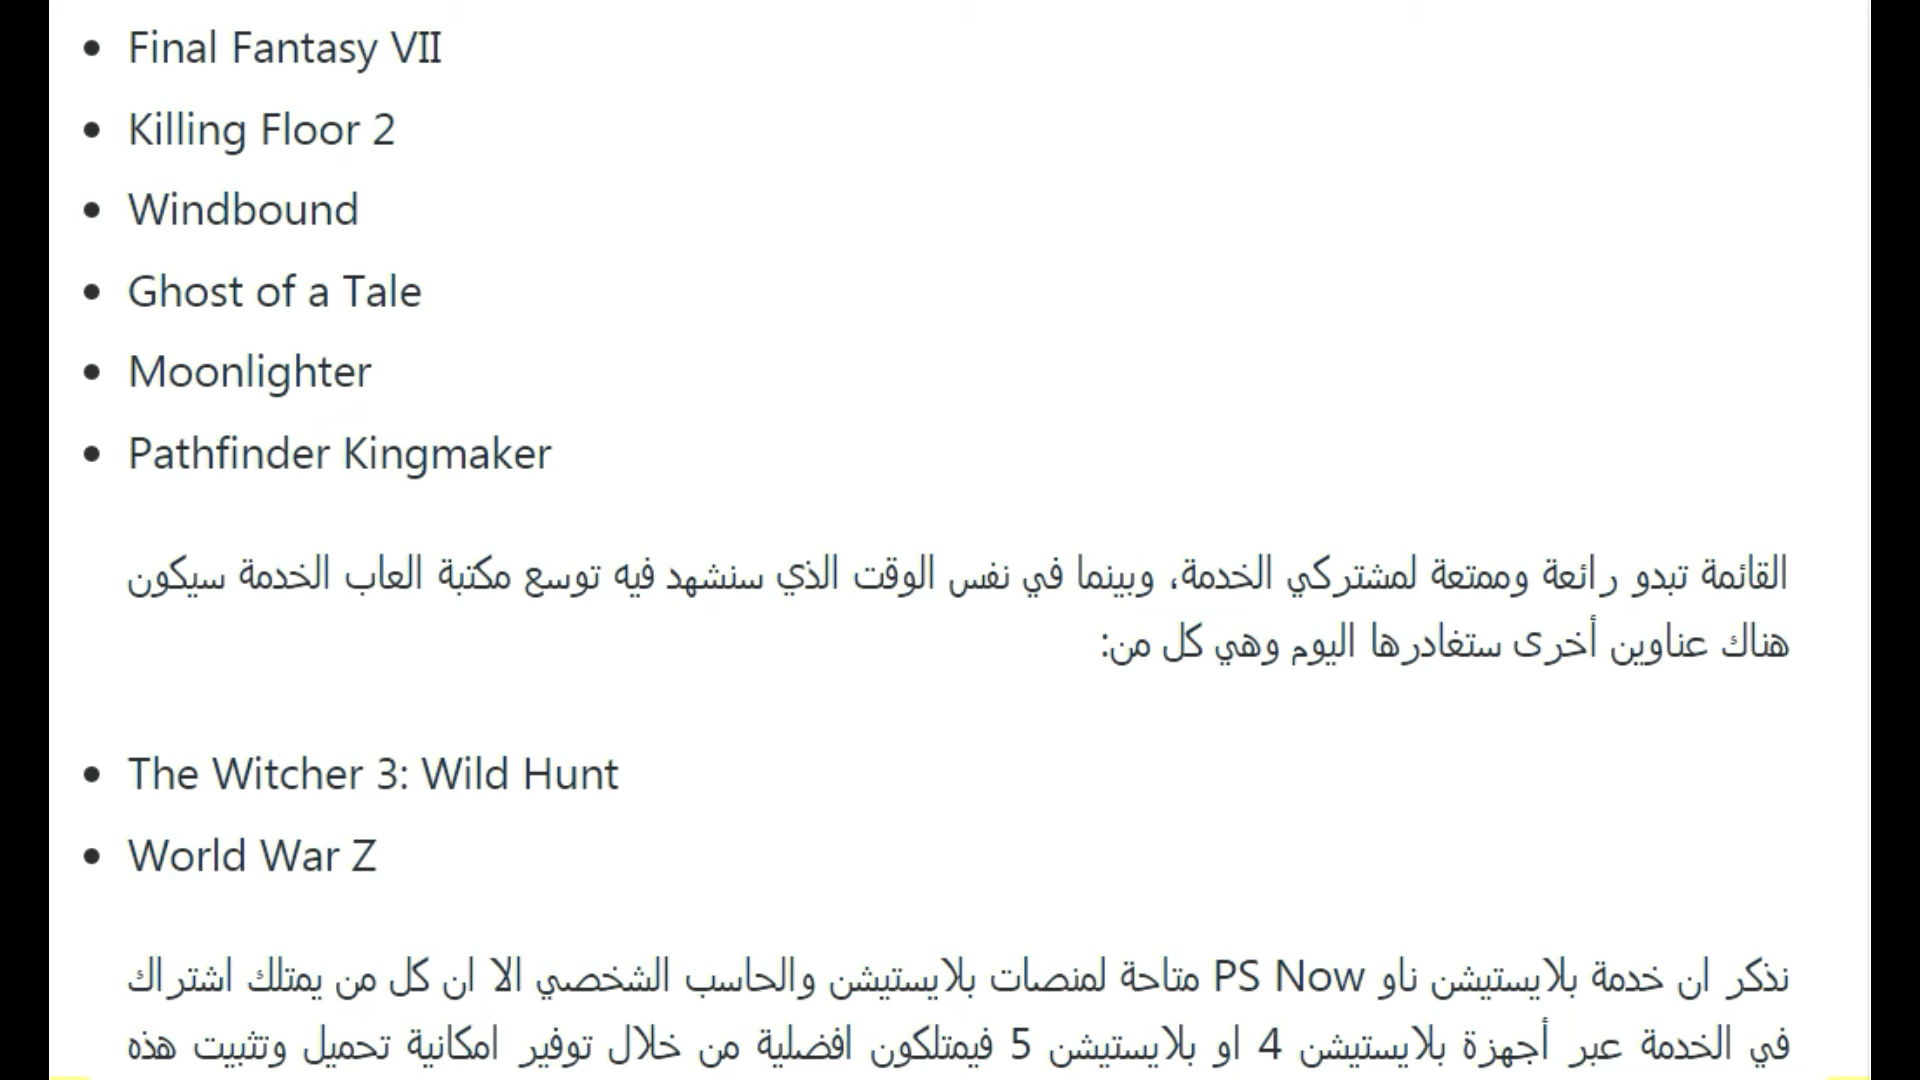 Final Fantasy VII
Killing Floor 2
Windbound
Ghost of a Tale
Moonlighter
Pathfinder Kingmaker
القائمة تبدو رائعة وممتعة لمشتركي الخدمة، وبينما في نفس الوقت الذي سنشهد فيه توسع مكتبة العاب الخدمة سيكون
هناك عناوين أخرى ستغادرها اليوم وهي كل من:
The Witcher 3: Wild Hunt
World War Z
نذكر ان خدمة بلايستيشن ناو PS Now متاحة لمنصات بلايستيشن والحاسب الشخصي الا ان كل من يمتلك اشتراك
في الخدمة عبر أجهزة بلايستيشن 4 او بلايستيشن 5 فيمتلكون افضلية من خلال توفير امكانية تحميل وتثبيت هذه